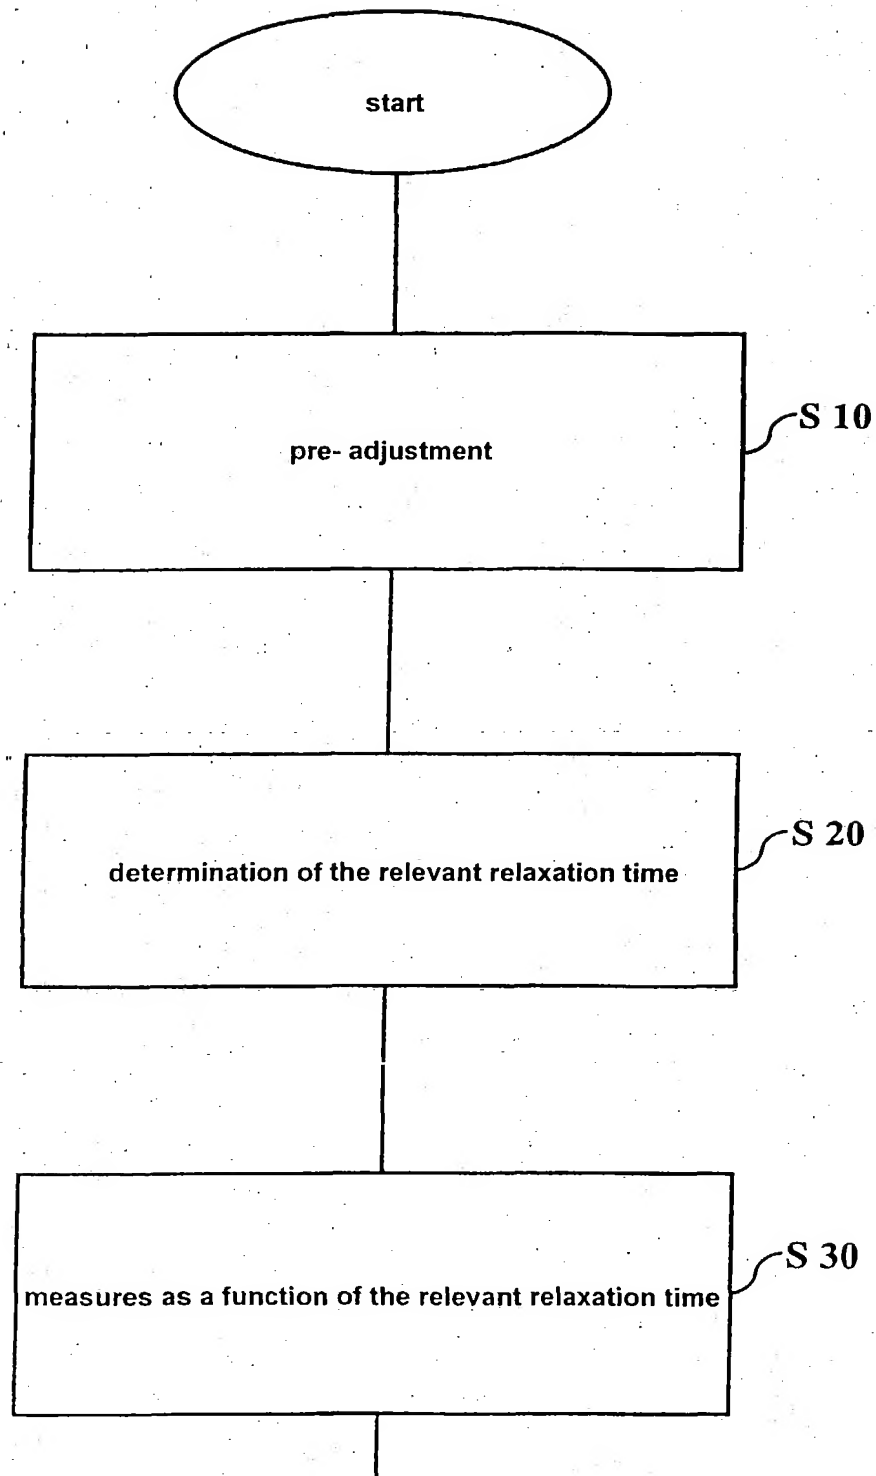 start
S 10
pre- adjustment
S 20
determination of the relevant relaxation time
S 30
measures as a function of the relevant relaxation time